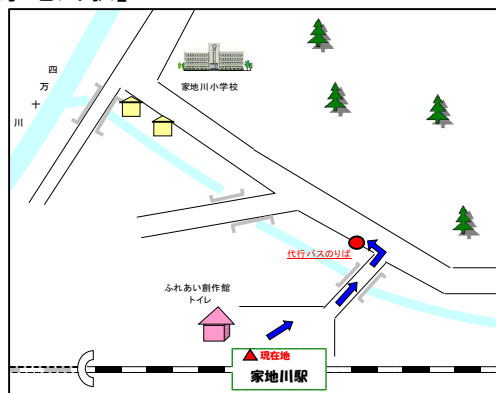 四万十川
家地川小学校
代行バスのりば
ふれあい創作館
トイレ
現在地
家地川駅